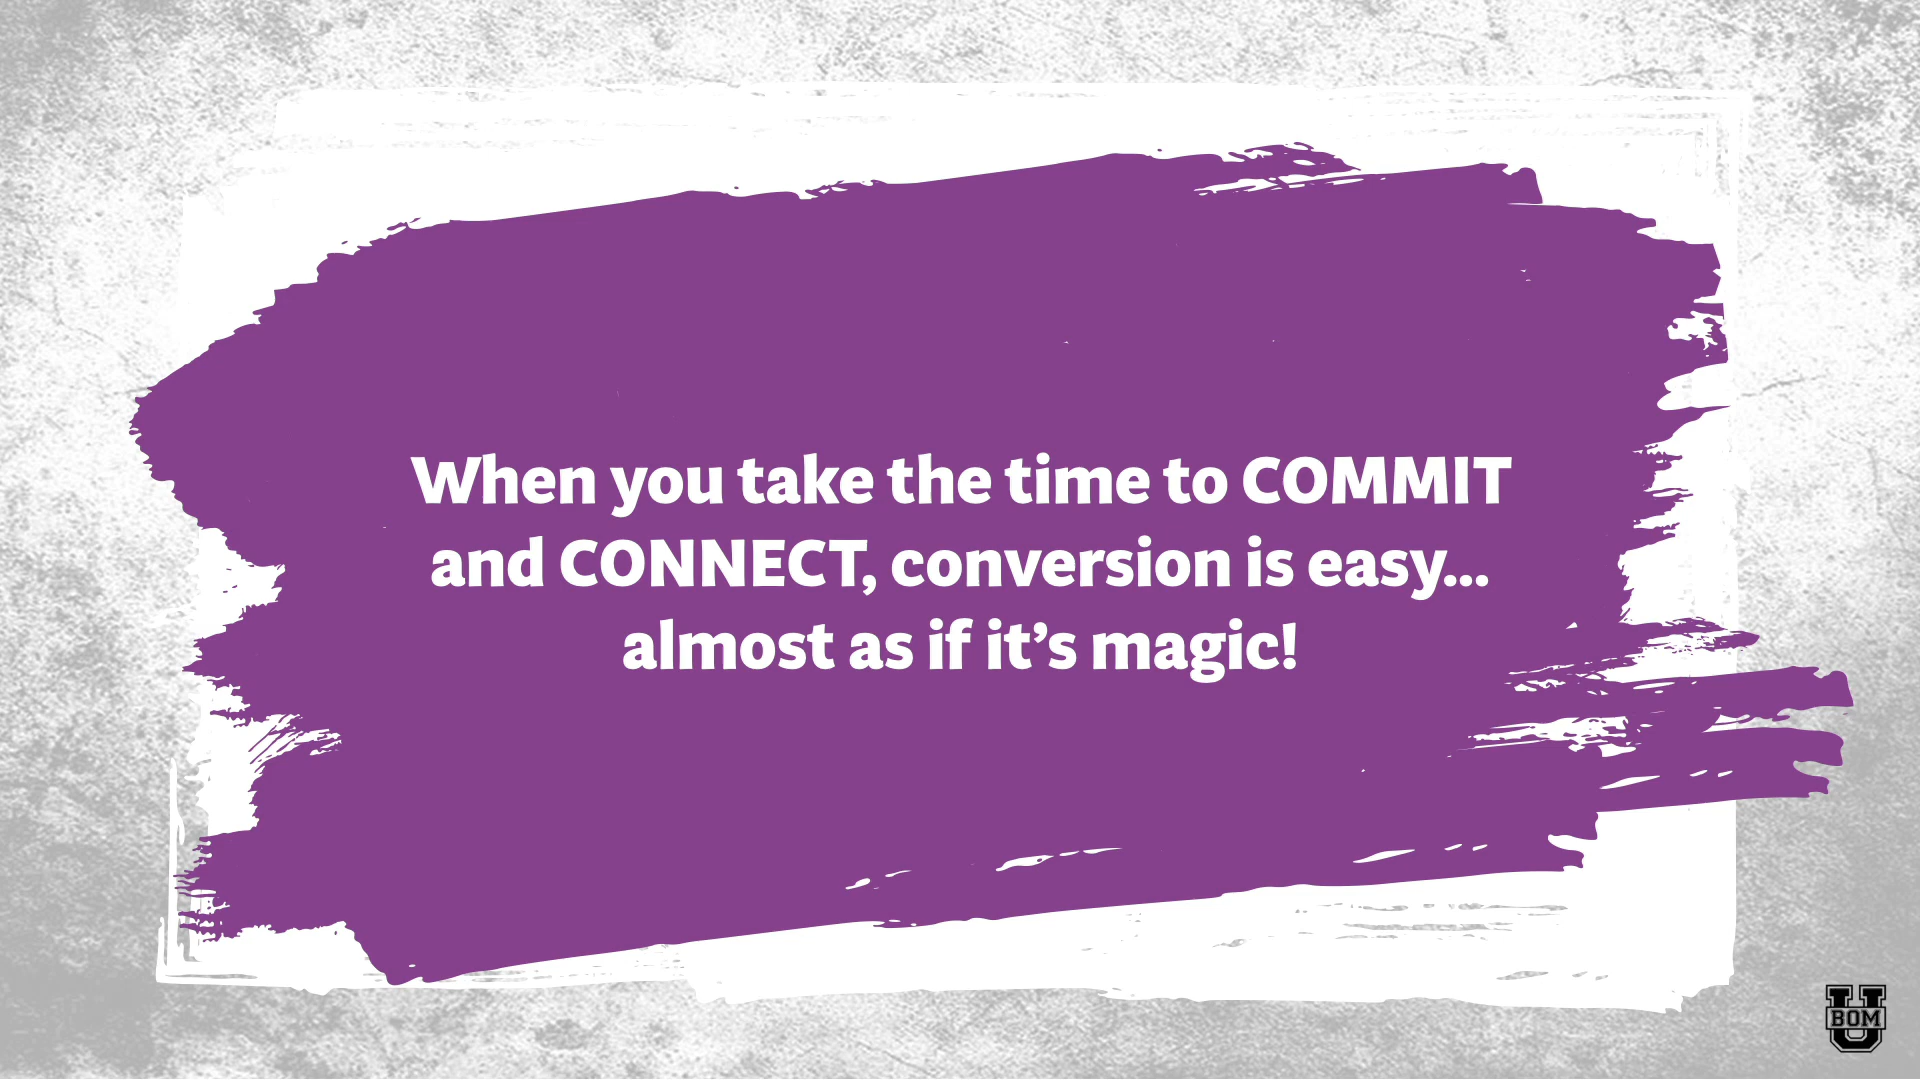 When you take the time to COMMIT
and CONNECT, conversion is easy...
almost as if it’s magic!
U
BOM